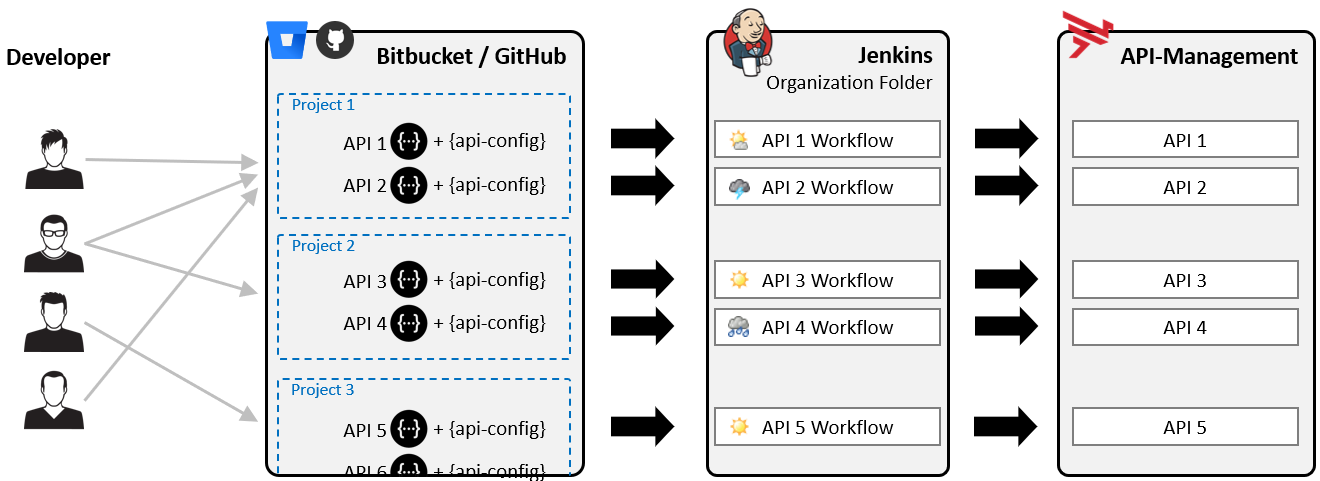 Developer
Bitbucket / GitHub
Project 1
API 1 {···} + {api-config}
API 2 {···} + {api-config}
Project 2
API 3 {···} + {api-config}
API 4 {···} + {api-config}
Project 3
API 5 {···} + {api-config}
API 6 {···} + {api-config}
Jenkins
Organization Folder
API 1 Workflow
API 2 Workflow
API 3 Workflow
API 4 Workflow
API 5 Workflow
API-Management
API 1
API 2
API 3
API 4
API 5